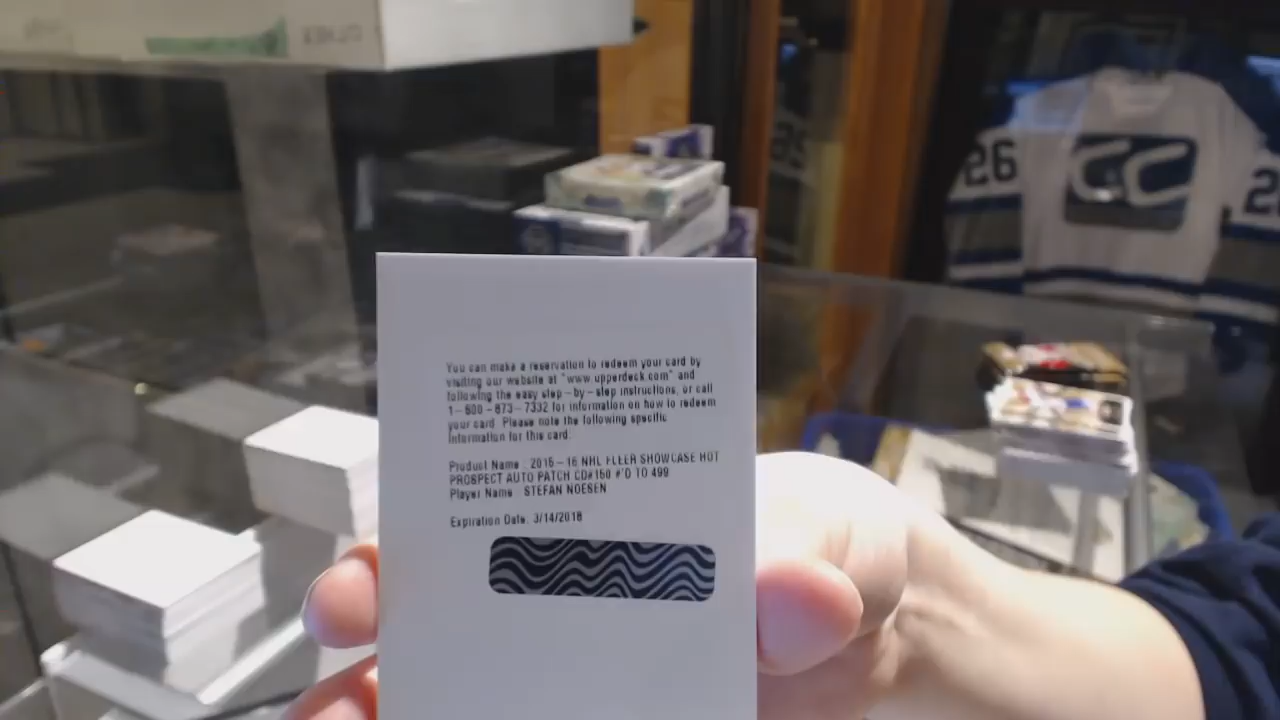 26
CC
2
You can make a reservation to redeem your card by
visiting our website at "www.upperdeck.com" and
following the easy step-by-step instructions, or call
1-800-873-7332 for information on how to redeem
your card. Please note the following specific
information for this card:
Product Name : 2015-16 NHL FLEER SHOWCASE HOT
PROSPECT AUTO PATCH CD#150 #'D TO 499
Player Name : STEFAN NOESEN
Expiration Date: 3/14/2018